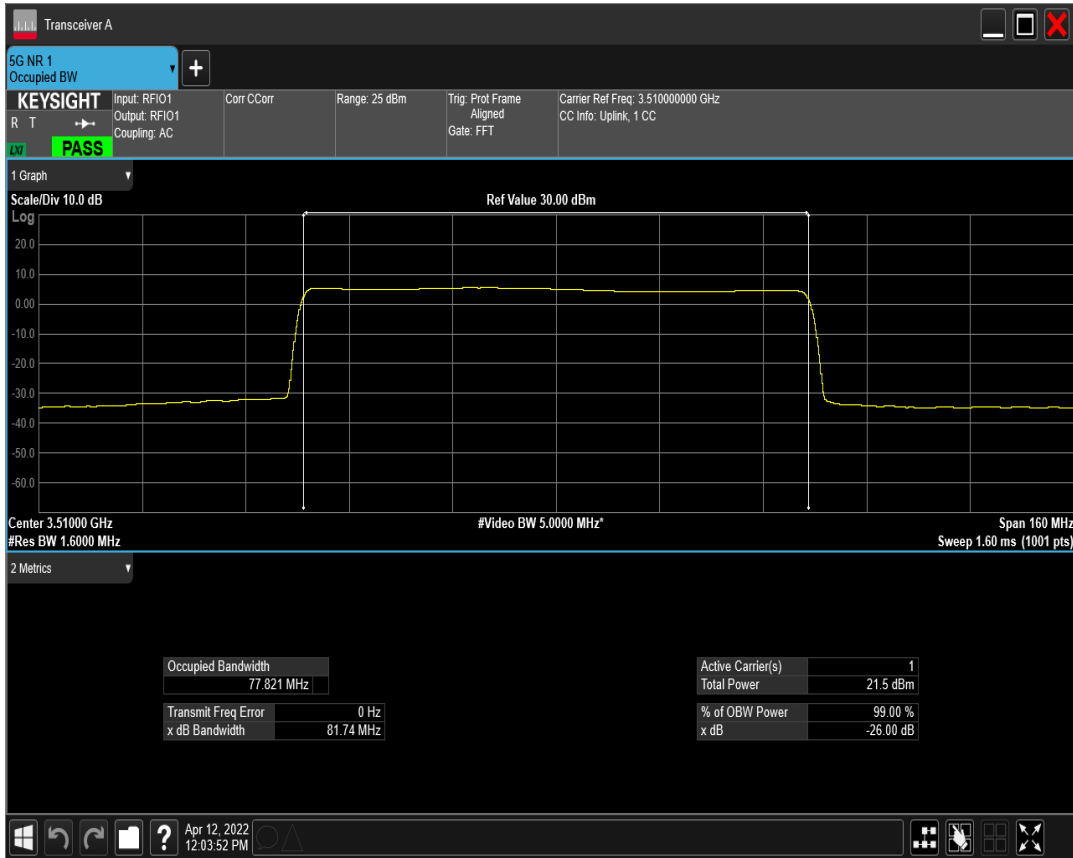 Transceiver A
5G NR 1
Occupied BW
KEYSIGHT
R T
LXI
PASS
Input: RFIO1
Output: RFIO1
Coupling: AC
Corr CCorr
Range: 25 dBm
Trig: Prot Frame
Aligned
Gate: FFT
Carrier Ref Freq: 3.510000000 GHz
CC Info: Uplink, 1 CC
1 Graph
Scale/Div 10.0 dB
Ref Value 30.00 dBm
Log
20.0
10.0
0.00
-10.0
-20.0
-30.0
-40.0
-50.0
-60.0
Center 3.51000 GHz
#Video BW 5.0000 MHz*
Span 160 MHz
#Res BW 1.6000 MHz
Sweep 1.60 ms (1001 pts)
2 Metrics
Occupied Bandwidth
77.821 MHz
Transmit Freq Error 0 Hz
x dB Bandwidth 81.74 MHz
Active Carrier(s) 1
Total Power 21.5 dBm
% of OBW Power 99.00 %
x dB -26.00 dB
?
Apr 12, 2022
12:03:52 PM